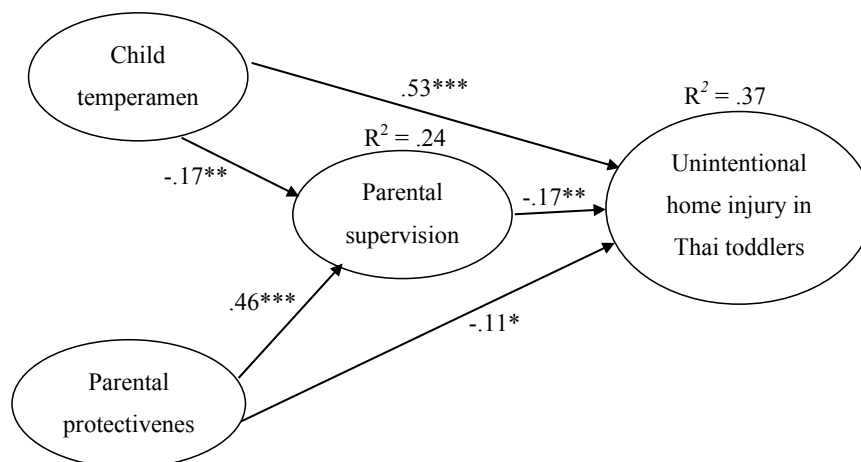 Child
temperamen
.53***
R² = .37
-.17**
R² = .24
Parental
supervision
-.17**
Unintentional
home injury in
Thai toddlers
.46***
-.11*
Parental
protectivenes